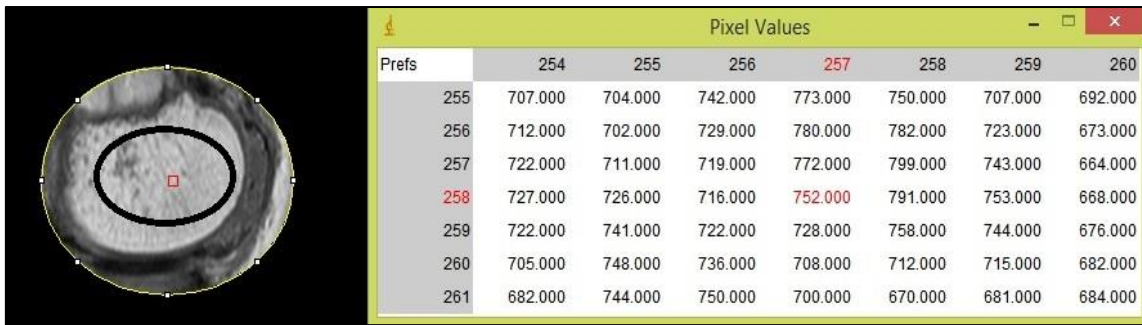 Pixel Values
Prefs 254 255 256 257 258 259 260
255 707.000 704.000 742.000 773.000 750.000 707.000 692.000
256 712.000 702.000 729.000 780.000 782.000 723.000 673.000
257 722.000 711.000 719.000 772.000 799.000 743.000 664.000
258 727.000 726.000 716.000 752.000 791.000 753.000 668.000
259 722.000 741.000 722.000 728.000 758.000 744.000 676.000
260 705.000 748.000 736.000 708.000 712.000 715.000 682.000
261 682.000 744.000 750.000 700.000 670.000 681.000 684.000